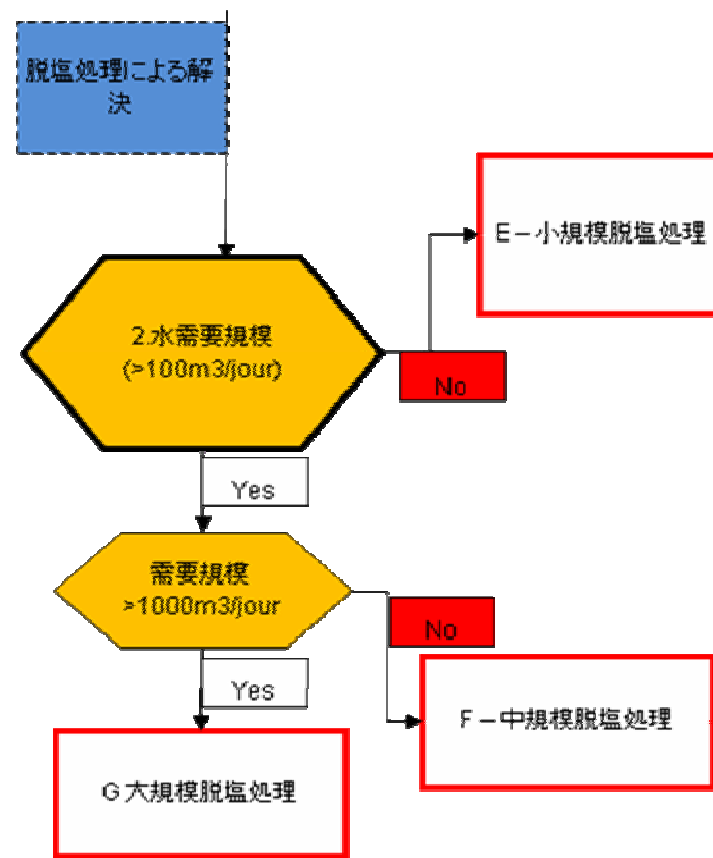 脱塩処理による解
決
E－小規模脱塩処理
2.水需要規模
(>100m3/jour)
No
Yes
需要規模
>1000m3/jour
No
Yes
F－中規模脱塩処理
G 大規模脱塩処理